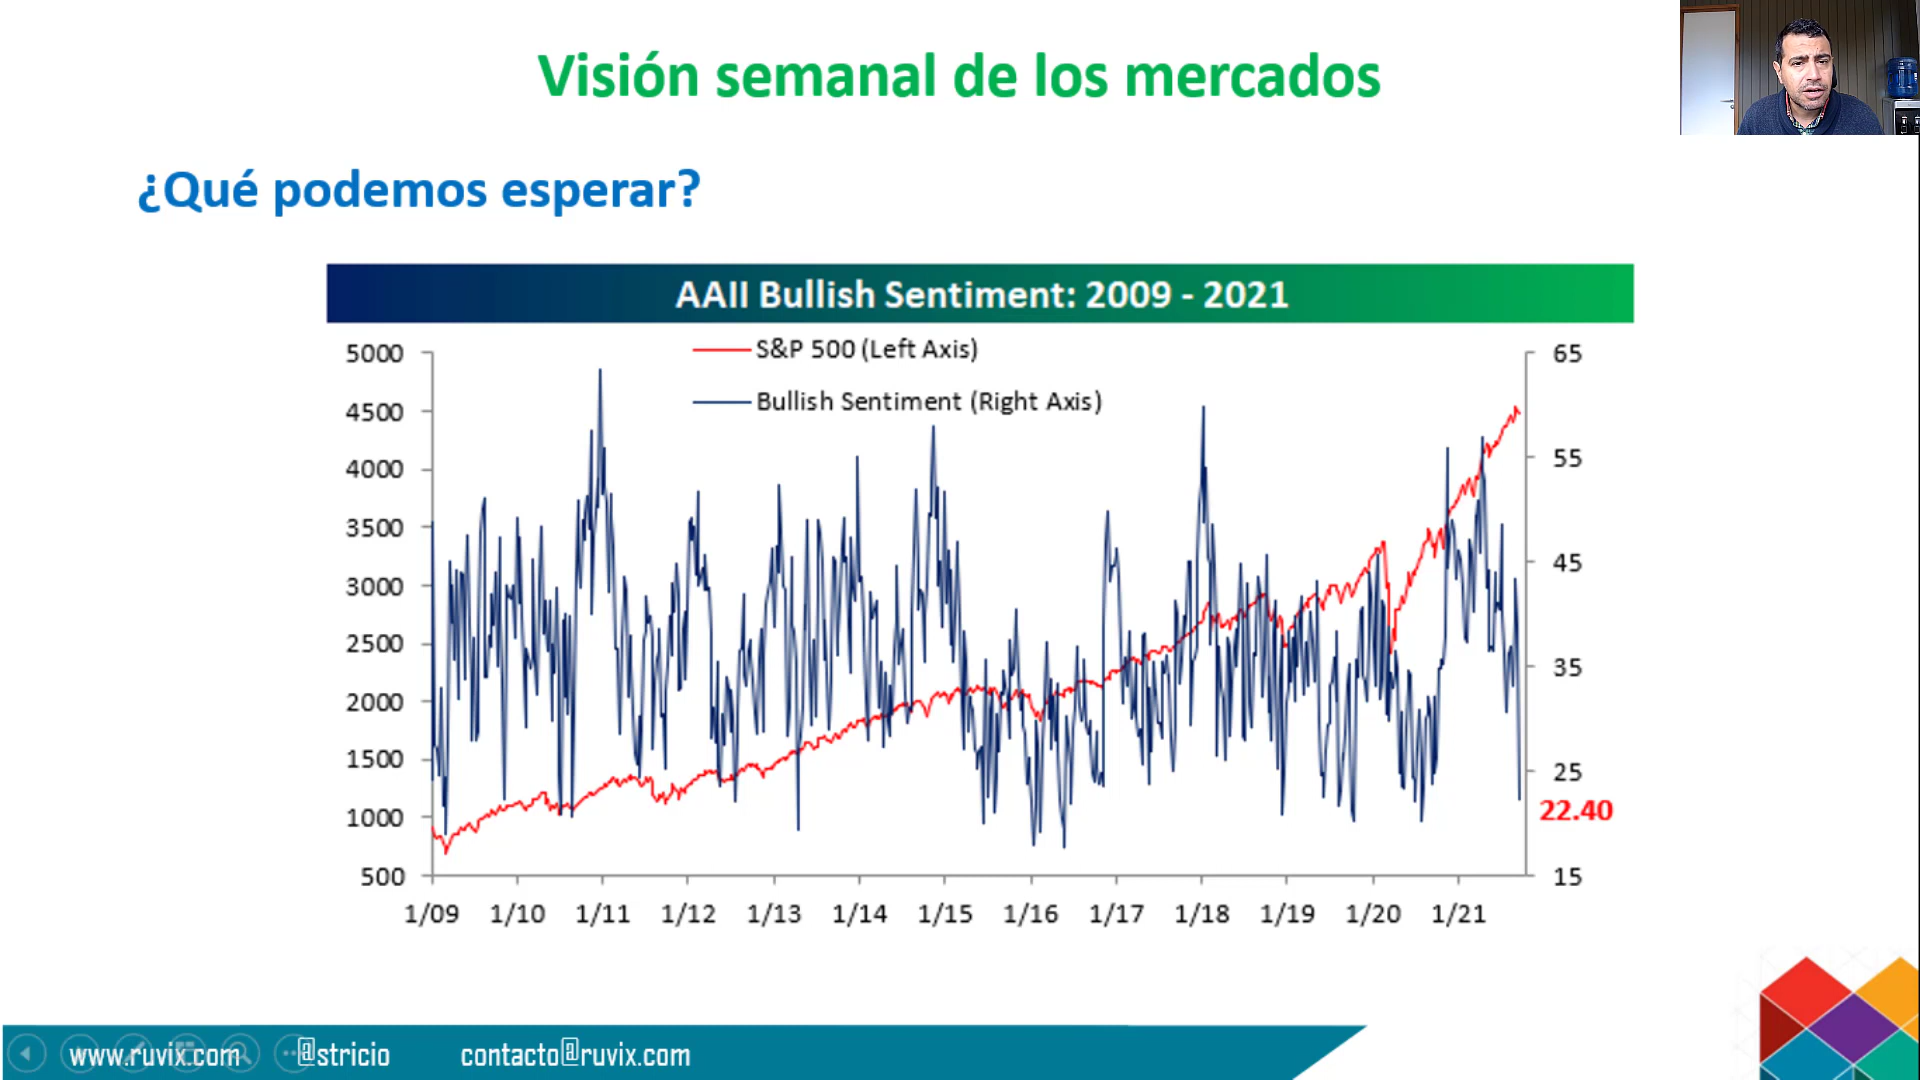 Visión semanal de los mercados
¿Qué podemos esperar?
AAII Bullish Sentiment: 2009 - 2021
S&P 500 (Left Axis)
Bullish Sentiment (Right Axis)
5000
4500
4000
3500
3000
2500
2000
1500
1000
500
65
55
45
35
25
22.40
15
1/09 1/10 1/11 1/12 1/13 1/14 1/15 1/16 1/17 1/18 1/19 1/20 1/21
www.ruvix.com @stricio contacto@ruvix.com